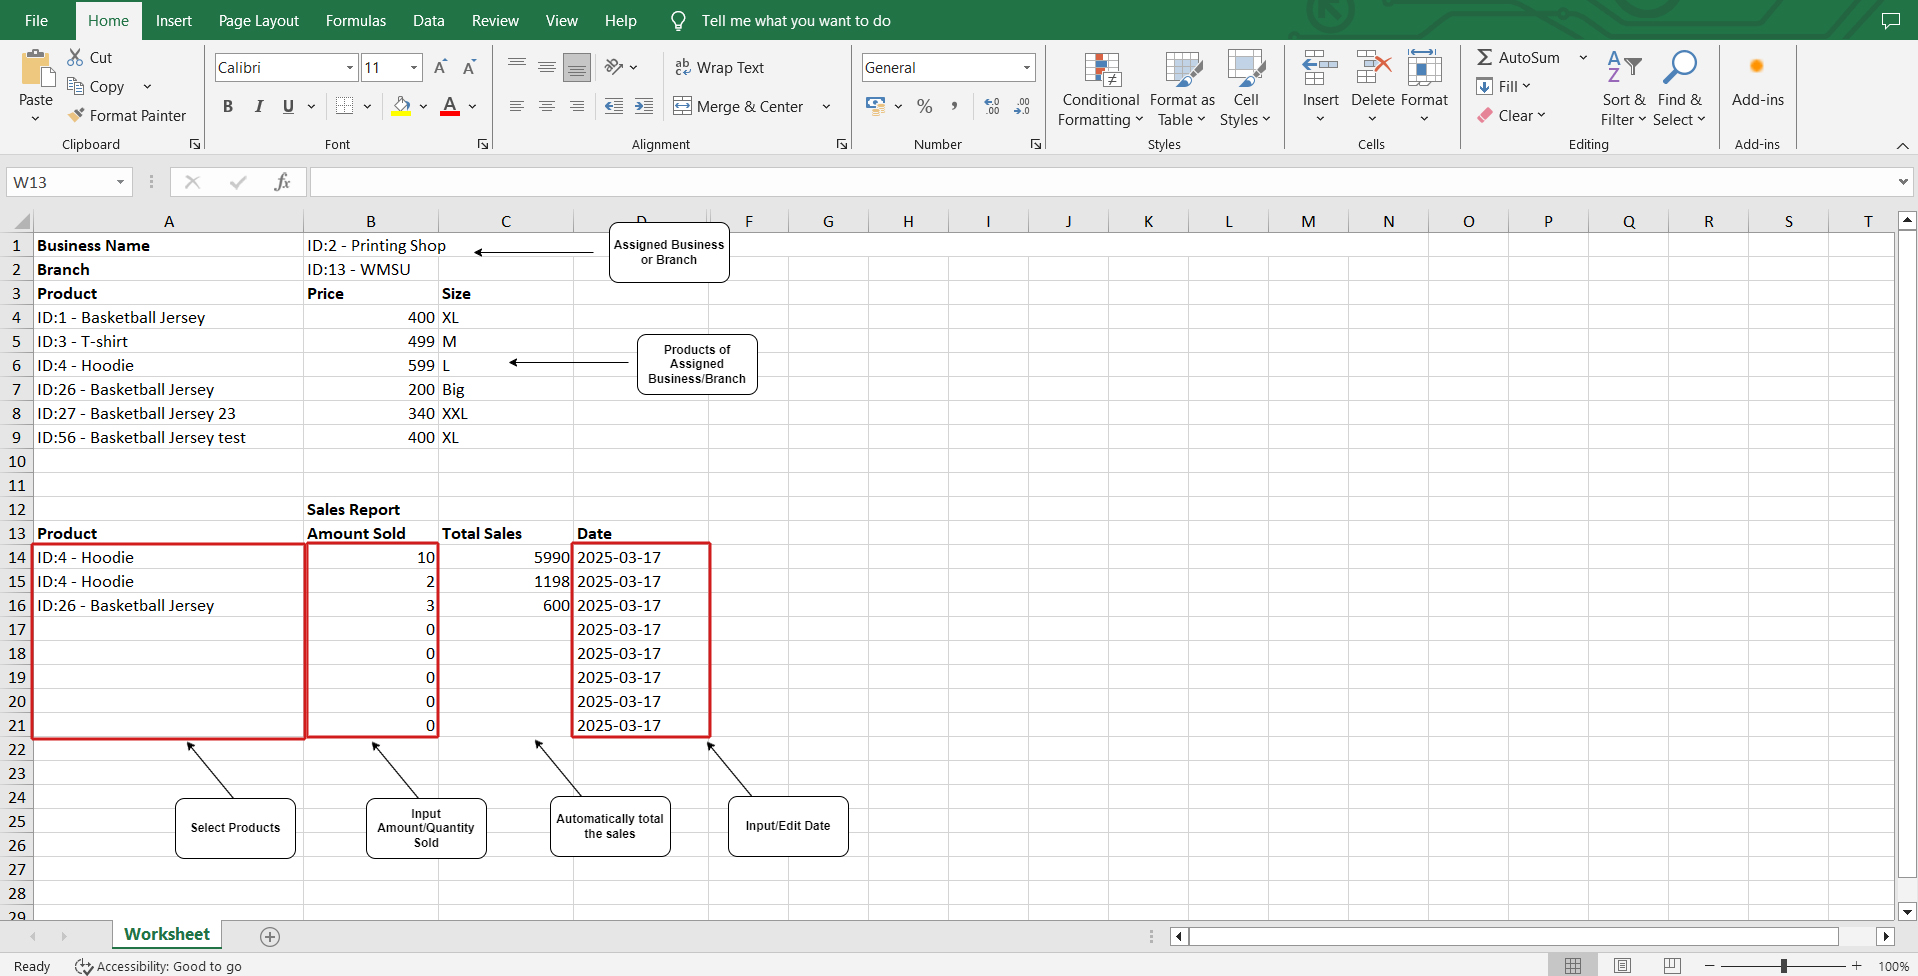 File Home Insert Page Layout Formulas Data Review View Help Tell me what you want to do
Paste Cut Copy Format Painter Clipboard
Calibri 11 A A B I U A Font
ab Wrap Text Merge & Center Alignment
General % , .00 .0 Number
Conditional Formatting Format as Table Cell Styles Styles
Insert Delete Format Cells
AutoSum Fill Clear Sort & Filter Find & Select Editing
Add-ins Add-ins
W13 fx
A B C D F G H I J K L M N O P Q R S T
1 Business Name ID:2 - Printing Shop
2 Branch ID:13 - WMSU
3 Product Price Size
4 ID:1 - Basketball Jersey 400 XL
5 ID:3 - T-shirt 499 M
6 ID:4 - Hoodie 599 L
7 ID:26 - Basketball Jersey 200 Big
8 ID:27 - Basketball Jersey 23 340 XXL
9 ID:56 - Basketball Jersey test 400 XL
Assigned Business
or Branch
Products of
Assigned
Business/Branch
10
11
12 Sales Report
13 Product Amount Sold Total Sales Date
14 ID:4 - Hoodie 10 5990 2025-03-17
15 ID:4 - Hoodie 2 1198 2025-03-17
16 ID:26 - Basketball Jersey 3 600 2025-03-17
17 0 2025-03-17
18 0 2025-03-17
19 0 2025-03-17
20 0 2025-03-17
21 0 2025-03-17
22
23
24
25
26
27
28
29
Select Products
Input
Amount/Quantity
Sold
Automatically total
the sales
Input/Edit Date
Worksheet
Ready Accessibility: Good to go 100%